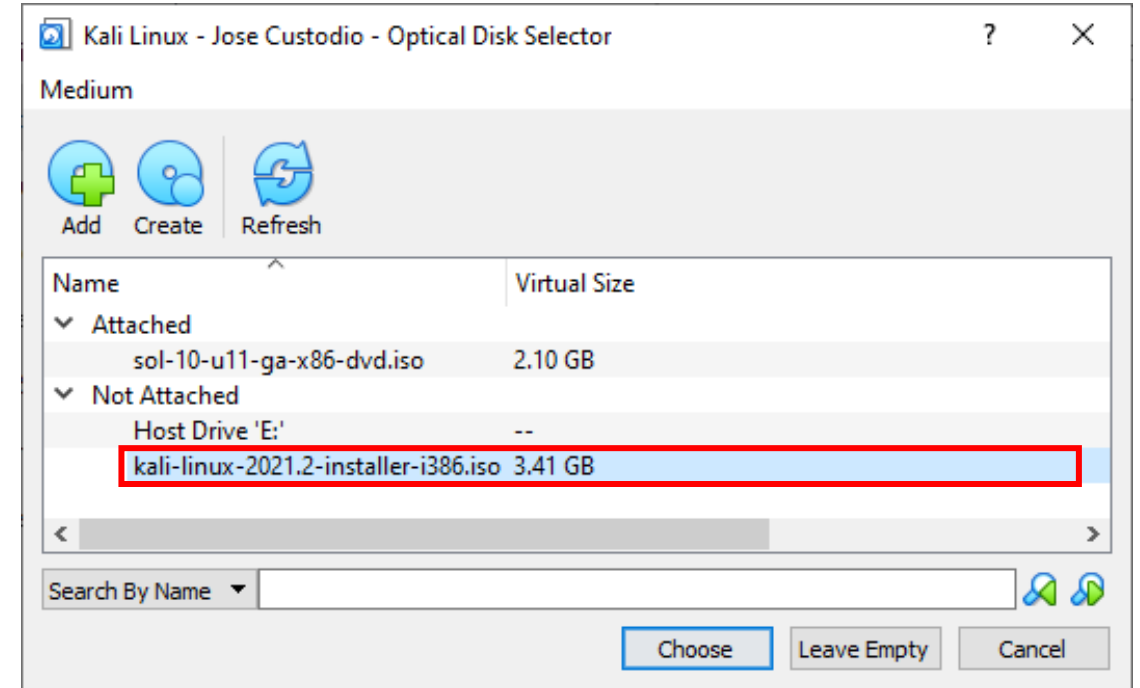 Kali Linux - Jose Custodio - Optical Disk Selector ?
Medium
Add Create Refresh
Name Virtual Size
Attached
sol-10-u11-ga-x86-dvd.iso 2.10 GB
Not Attached
Host Drive 'E:' --
kali-linux-2021.2-installer-i386.iso 3.41 GB
Search By Name
Choose Leave Empty Cancel